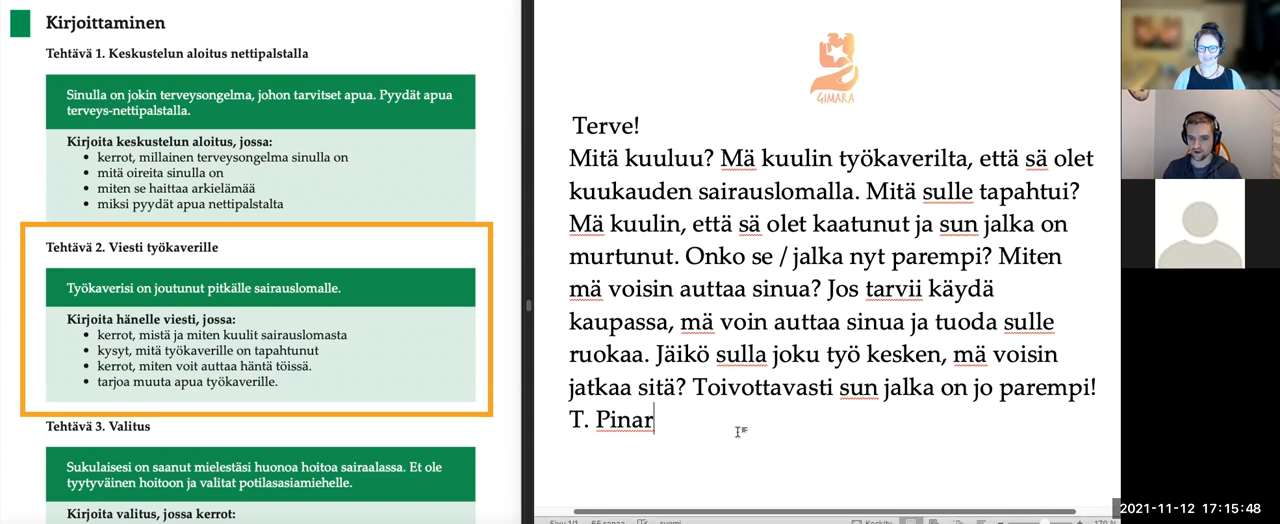 Kirjoittaminen
Tehtävä 1. Keskustelun aloitus nettipalstalla
Sinulla on jokin terveysongelma, johon tarvitset apua. Pyydät apua
terveys-nettipalstalla.
Kirjoita keskustelun aloitus, jossa:
• kerrot, millainen terveysongelma sinulla on
• mitä oireita sinulla on
• miten se haittaa arkielämää
• miksi pyydät apua nettipalstalta
Tehtävä 2. Viesti työkaverille
Työkaverisi on joutunut pitkälle sairauslomalle.
Kirjoita hänelle viesti, jossa:
• kerrot, mistä ja miten kuulit sairauslomasta
• kysyt, mitä työkaverille on tapahtunut
• kerrot, miten voit auttaa häntä töissä.
• tarjoa muuta apua työkaverille.
Tehtävä 3. Valitus
Sukulaisesi on saanut mielestäsi huonoa hoitoa sairaalassa. Et ole
tyytyväinen hoitoon ja valitat potilasasiamiehelle.
Kirjoita valitus, jossa kerrot:
GIMARA
Terve!
Mitä kuuluu? Mä kuulin työkaverilta, että sä olet
kuukauden sairauslomalla. Mitä sulle tapahtui?
Mä kuulin, että sä olet kaatunut ja sun jalka on
murtunut. Onko se / jalka nyt parempi? Miten
mä voisin auttaa sinua? Jos tarvii käydä
kaupassa, mä voin auttaa sinua ja tuoda sulle
ruokaa. Jäikö sulla joku työ kesken, mä voisin
jatkaa sitä? Toivottavasti sun jalka on jo parempi!
T. Pinar
Sivu 1/1 65 sanaa suomi Keskity 170 %
2021-11-12 17:15:48